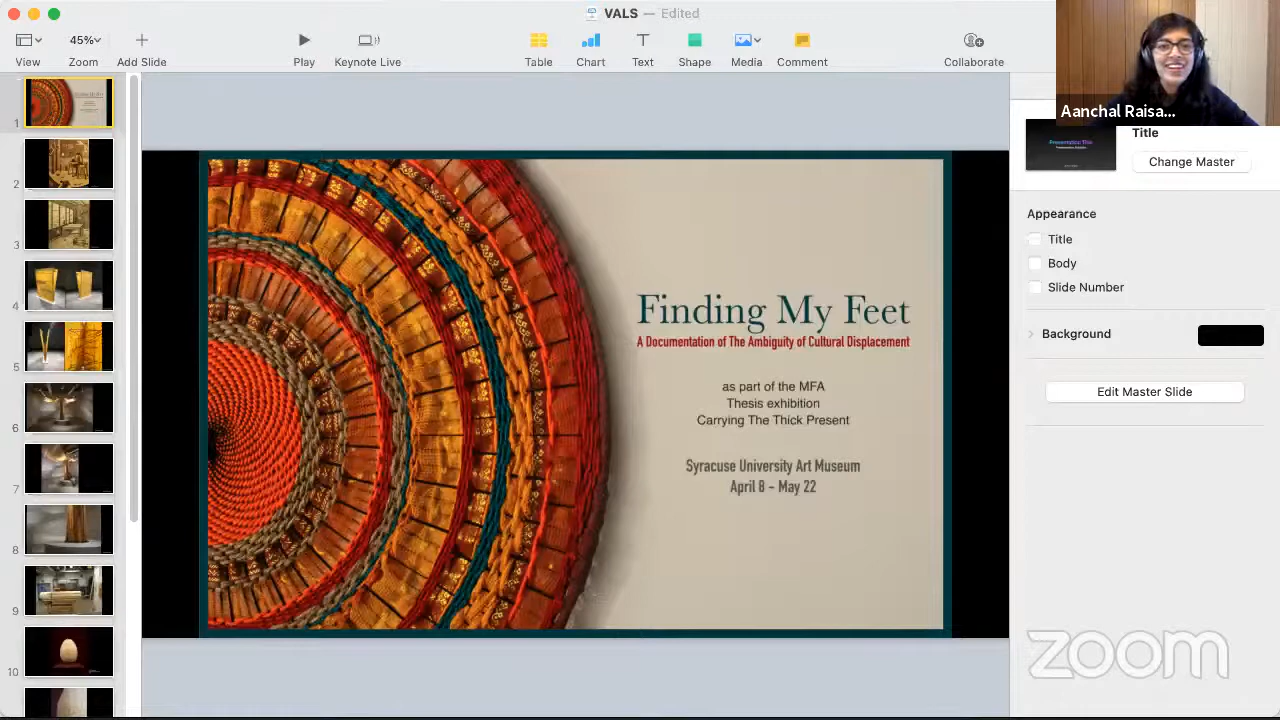 VALS — Edited
45%
View
Zoom
Add Slide
Play
Keynote Live
Table
Chart
Text
Shape
Media
Comment
Collaborate
Aanchal Raisa...
Title
Change Master
Appearance
Title
Body
Slide Number
Background
Edit Master Slide
1
2
3
4
5
6
7
8
9
10
Finding My Feet
A Documentation of The Ambiguity of Cultural Displacement
as part of the MFA
Thesis exhibition
Carrying The Thick Present
Syracuse University Art Museum
April 8 - May 22
Presentation Title
zoom